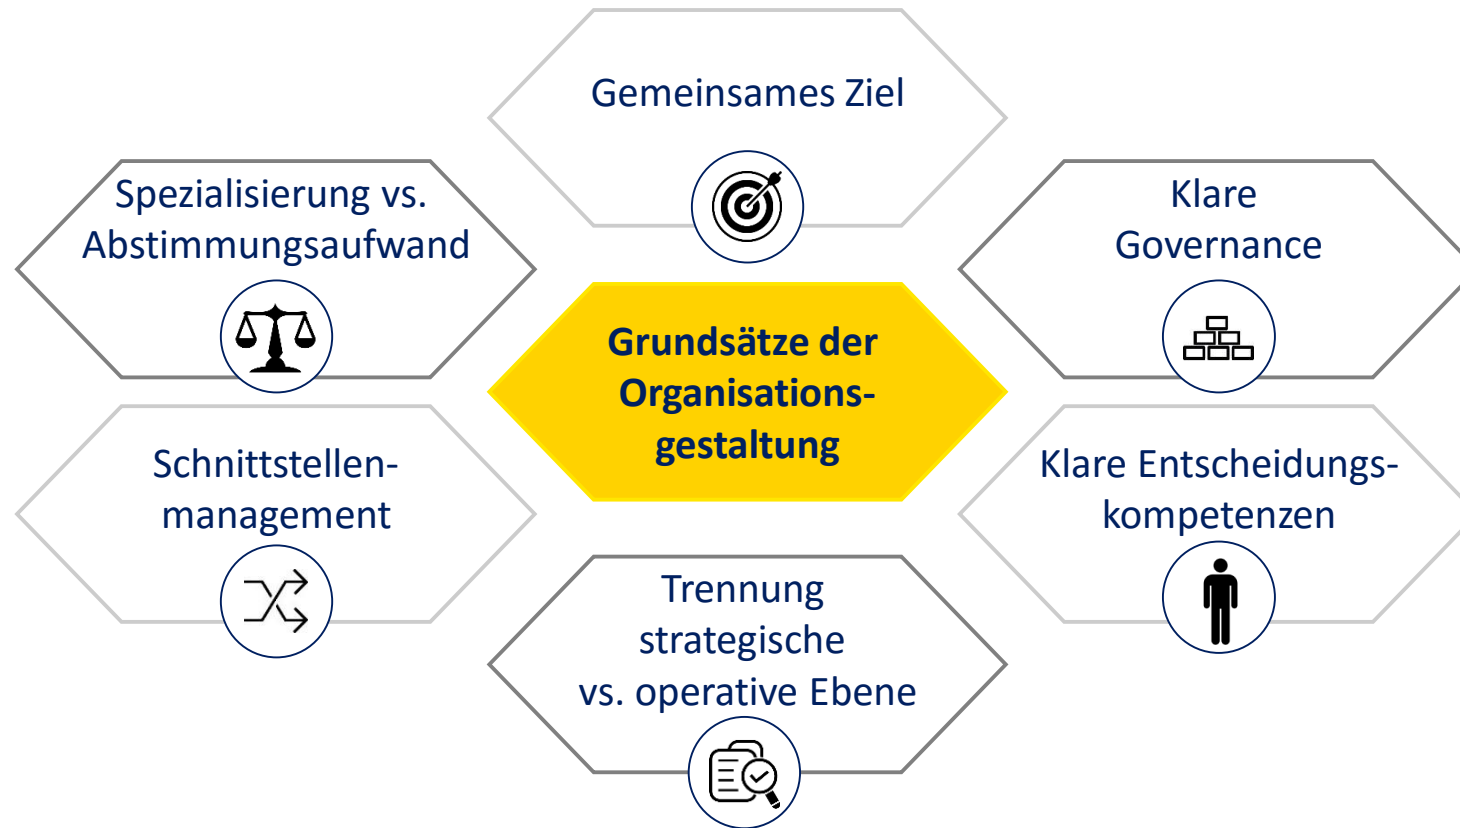 Gemeinsames Ziel
Spezialisierung vs.
Abstimmungsaufwand
Klare
Governance
Grundsätze der
Organisations-
gestaltung
Schnittstellen-
management
Klare Entscheidungs-
kompetenzen
Trennung
strategische
vs. operative Ebene